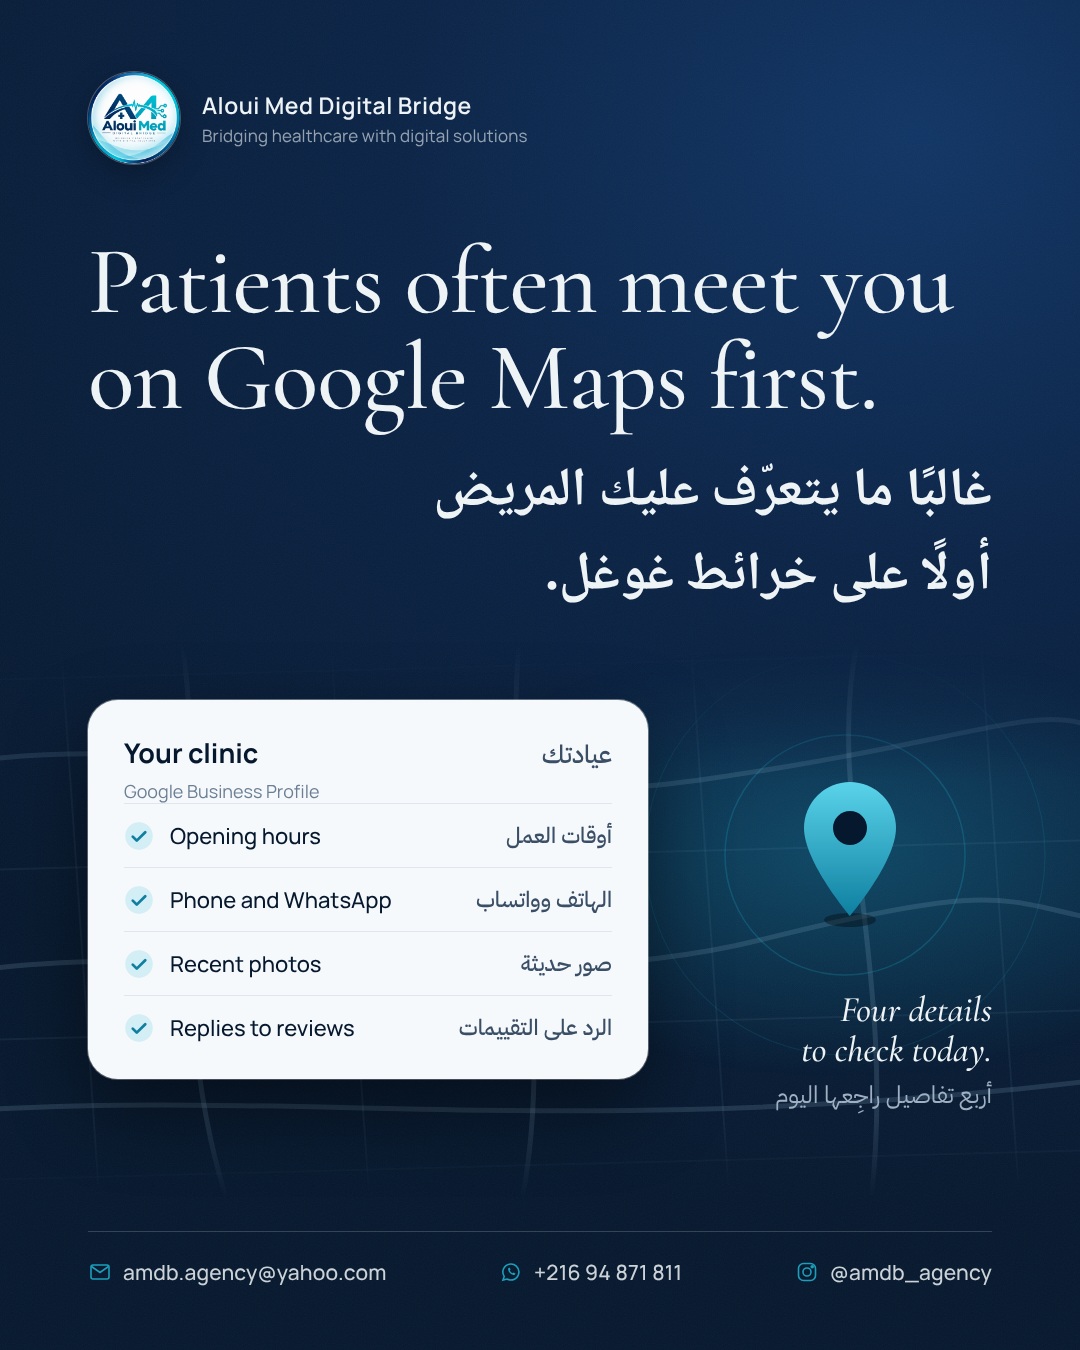 Aloui Med
DIGITAL BRIDGE
Aloui Med Digital Bridge
Bridging healthcare with digital solutions
Patients often meet you
on Google Maps first.
غالبًا ما يتعرّف عليك المريض
أولًا على خرائط غوغل.
Your clinic عيادتك
Google Business Profile
Opening hours أوقات العمل
Phone and WhatsApp الهاتف وواتساب
Recent photos صور حديثة
Replies to reviews الرد على التقييمات
Four details
to check today.
أربع تفاصيل راجِعها اليوم
amdb.agency@yahoo.com +216 94 871 811 @amdb_agency